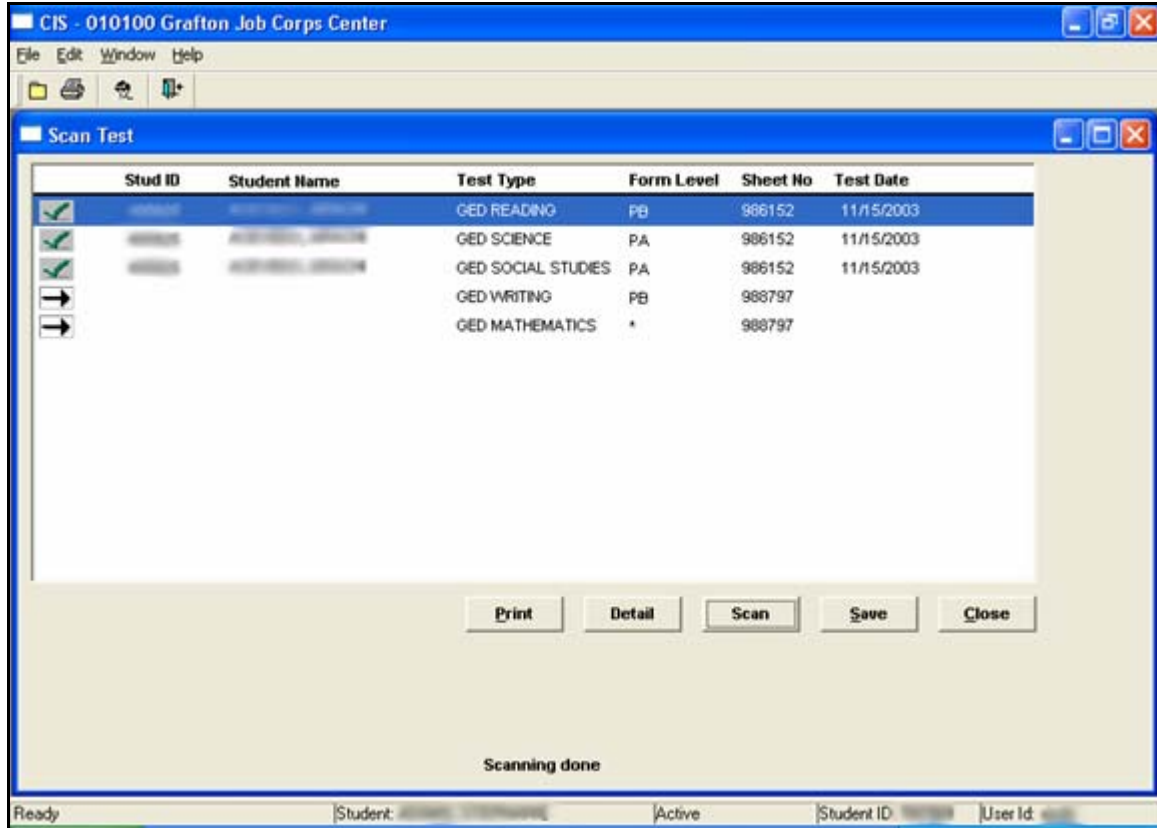 CIS - 010100 Grafton Job Corps Center
File Edit Window Help
Scan Test
Stud ID Student Name Test Type Form Level Sheet No Test Date
GED READING PB 986152 11/15/2003
GED SCIENCE PA 986152 11/15/2003
GED SOCIAL STUDIES PA 986152 11/15/2003
GED WRITING PB 988797
GED MATHEMATICS * 988797
Print Detail Scan Save Close
Scanning done
Ready Student: Active Student ID: User Id: